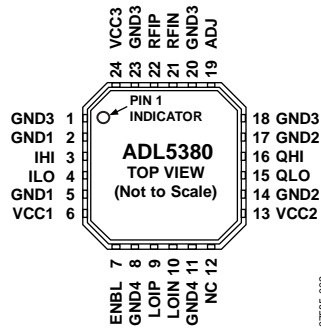 24 VCC3
23 GND3
22 RFIP
21 RFIN
20 GND3
19 ADJ
PIN 1
INDICATOR
GND3 1
GND1 2
IHI 3
ILO 4
GND1 5
VCC1 6
ADL5380
TOP VIEW
(Not to Scale)
18 GND3
17 GND2
16 QHI
15 QLO
14 GND2
13 VCC2
ENBL 7
GND4 8
LOIP 9
LOIN 10
GND4 11
NC 12